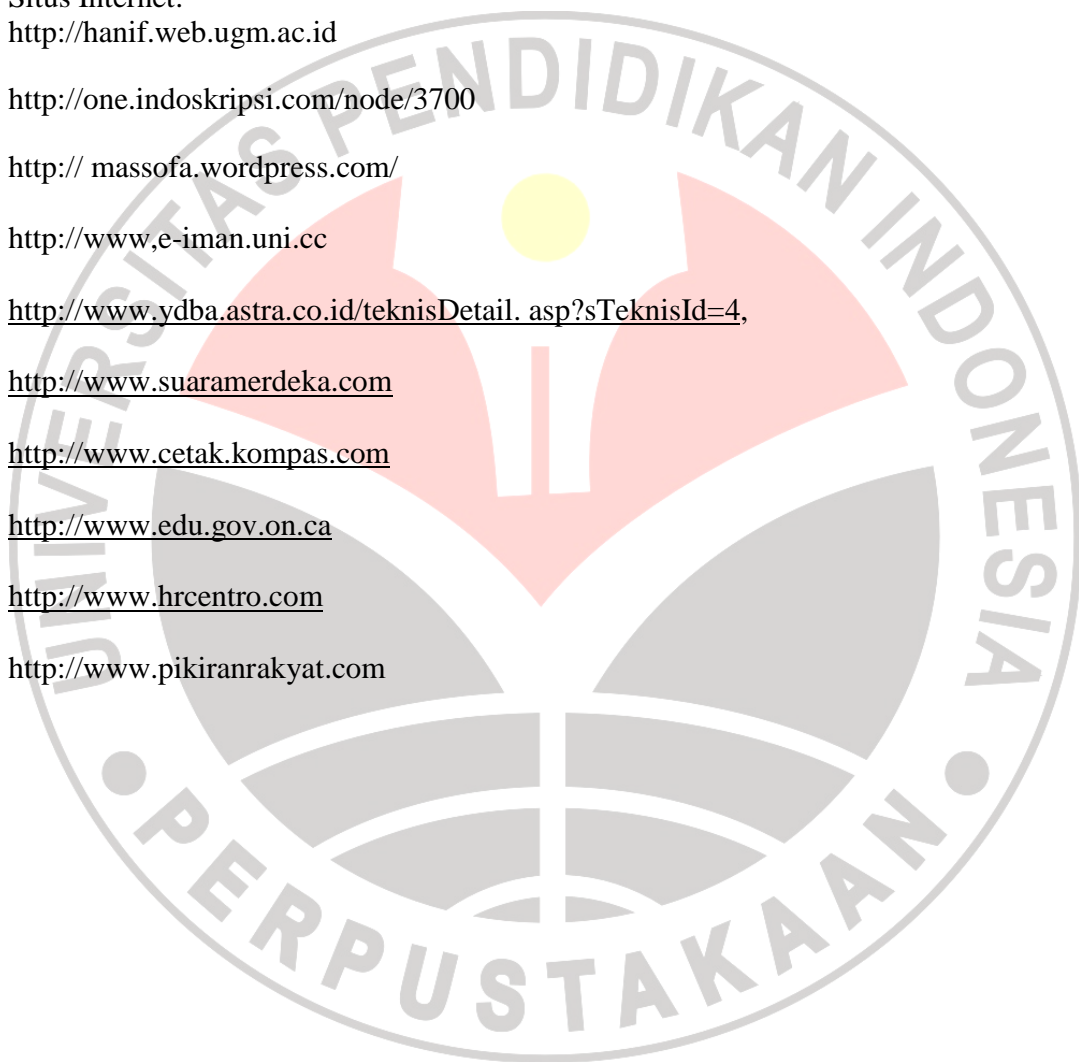 Situs Internet:
http://hanif.web.ugm.ac.id
http://one.indoskripsi.com/node/3700
http:// massofa.wordpress.com/
http://www,e-iman.uni.cc
http://www.ydba.astra.co.id/teknisDetail. asp?sTeknisId=4,
http://www.suaramerdeka.com
http://www.cetak.kompas.com
http://www.edu.gov.on.ca
http://www.hrcentro.com
http://www.pikiranrakyat.com
UNIVERSITAS PENDIDIKAN INDONESIA
PERPUSTAKAAN